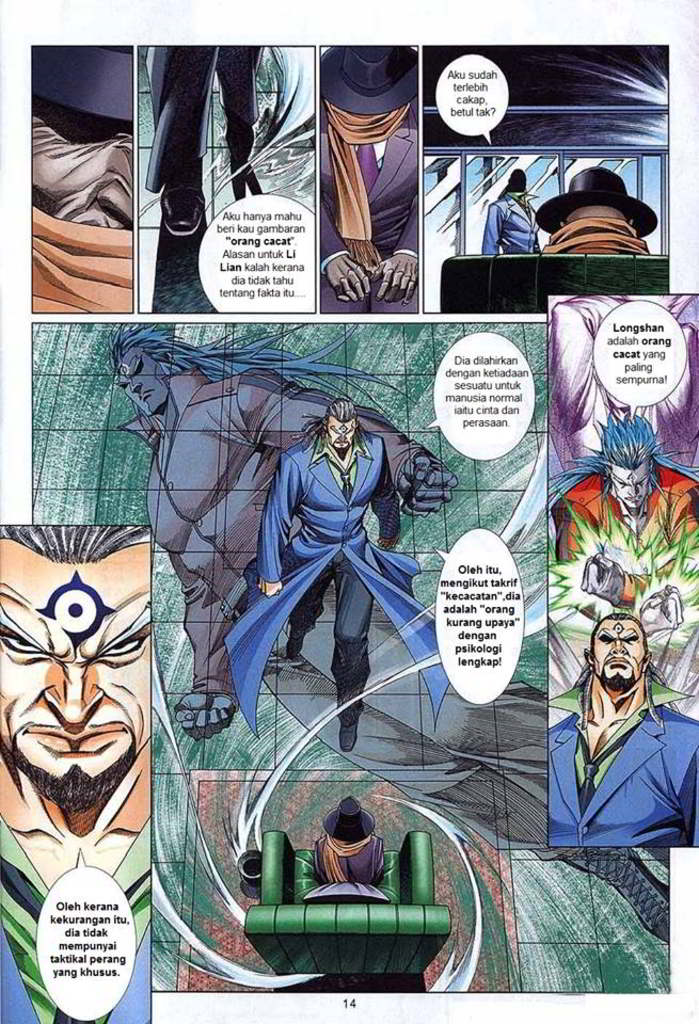 Aku hanya mahu
beri kau gambaran
"orang cacat".
Alasan untuk Li
Lian kalah kerana
dia tidak tahu
tentang fakta itu....
Aku sudah
terlebih
cakap,
betul tak?
Dia dilahirkan
dengan ketiadaan
sesuatu untuk
manusia normal
iaitu cinta dan
perasaan.
Longshan
adalah orang
cacat yang
paling
sempurna!
Oleh itu,
mengikut takrif
"kecacatan",dia
adalah "orang
kurang upaya"
dengan
psikologi
lengkap!
Oleh kerana
kekurangan itu,
dia tidak
mempunyai
taktikal perang
yang khusus.
14